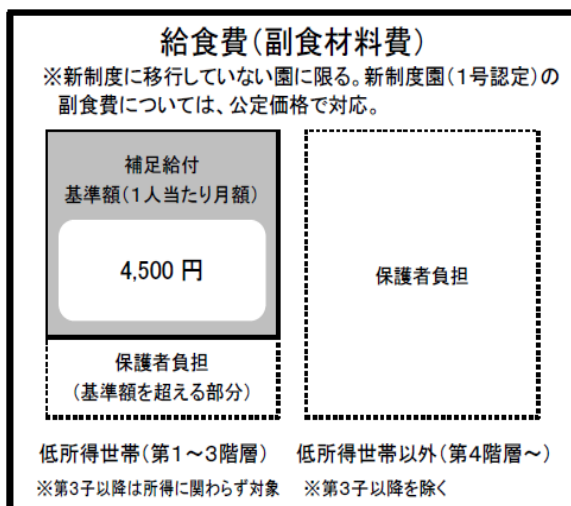 給食費(副食材料費)
※新制度に移行していない園に限る。新制度園(1号認定)の
副食費については、公定価格で対応。
補足給付
基準額(1人当たり月額)
4,500 円
保護者負担
(基準額を超える部分)
保護者負担
低所得世帯(第1～3階層)
※第3子以降は所得に関わらず対象
低所得世帯以外(第4階層～)
※第3子以降を除く